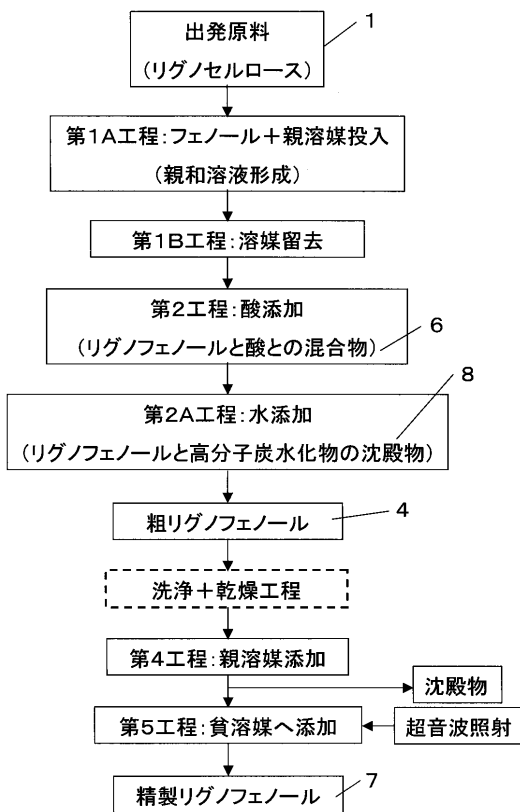 出発原料
(リグノセルロース)
1
第1A工程:フェノール+親溶媒投入
(親和溶液形成)
第1B工程:溶媒留去
第2工程:酸添加
(リグノフェノールと酸との混合物)
6
8
第2A工程:水添加
(リグノフェノールと高分子炭水化物の沈殿物)
粗リグノフェノール
4
洗浄+乾燥工程
第4工程:親溶媒添加
沈殿物
第5工程:貧溶媒へ添加
超音波照射
精製リグノフェノール
7